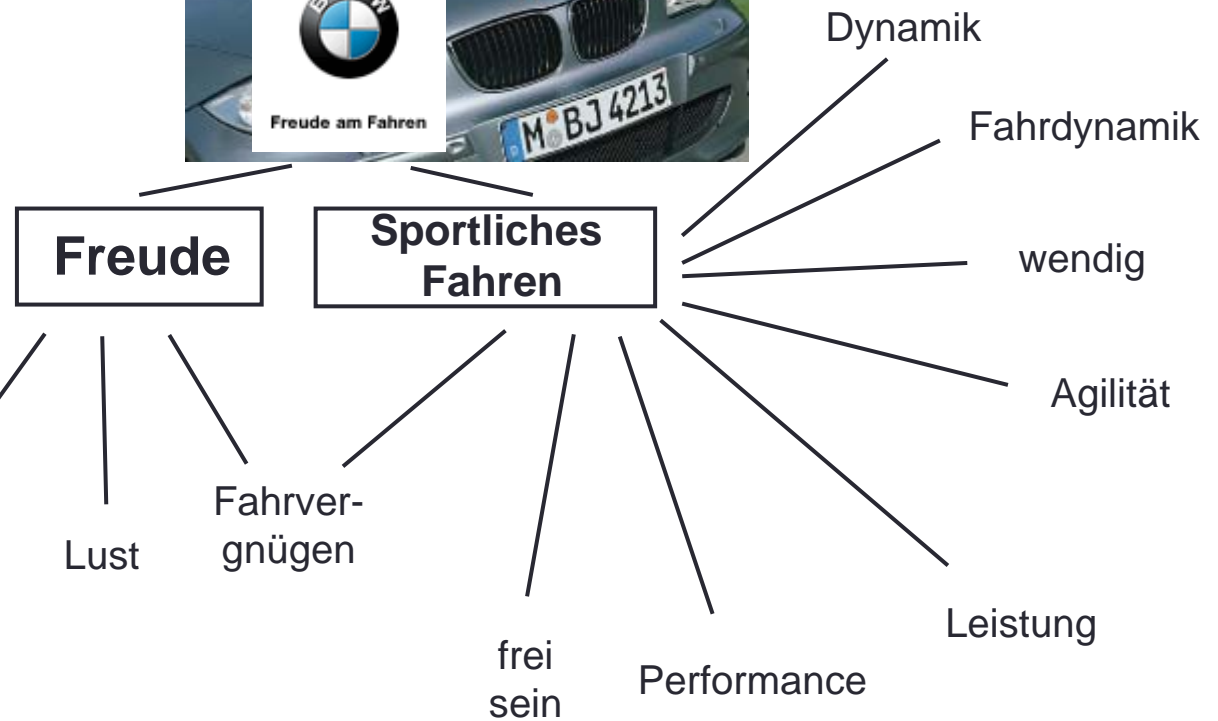 BMW
Freude am Fahren
M BJ 4213
Dynamik
Fahrdynamik
Freude
Sportliches
Fahren
wendig
Agilität
Lust
Fahrver-
gnügen
frei
sein
Performance
Leistung